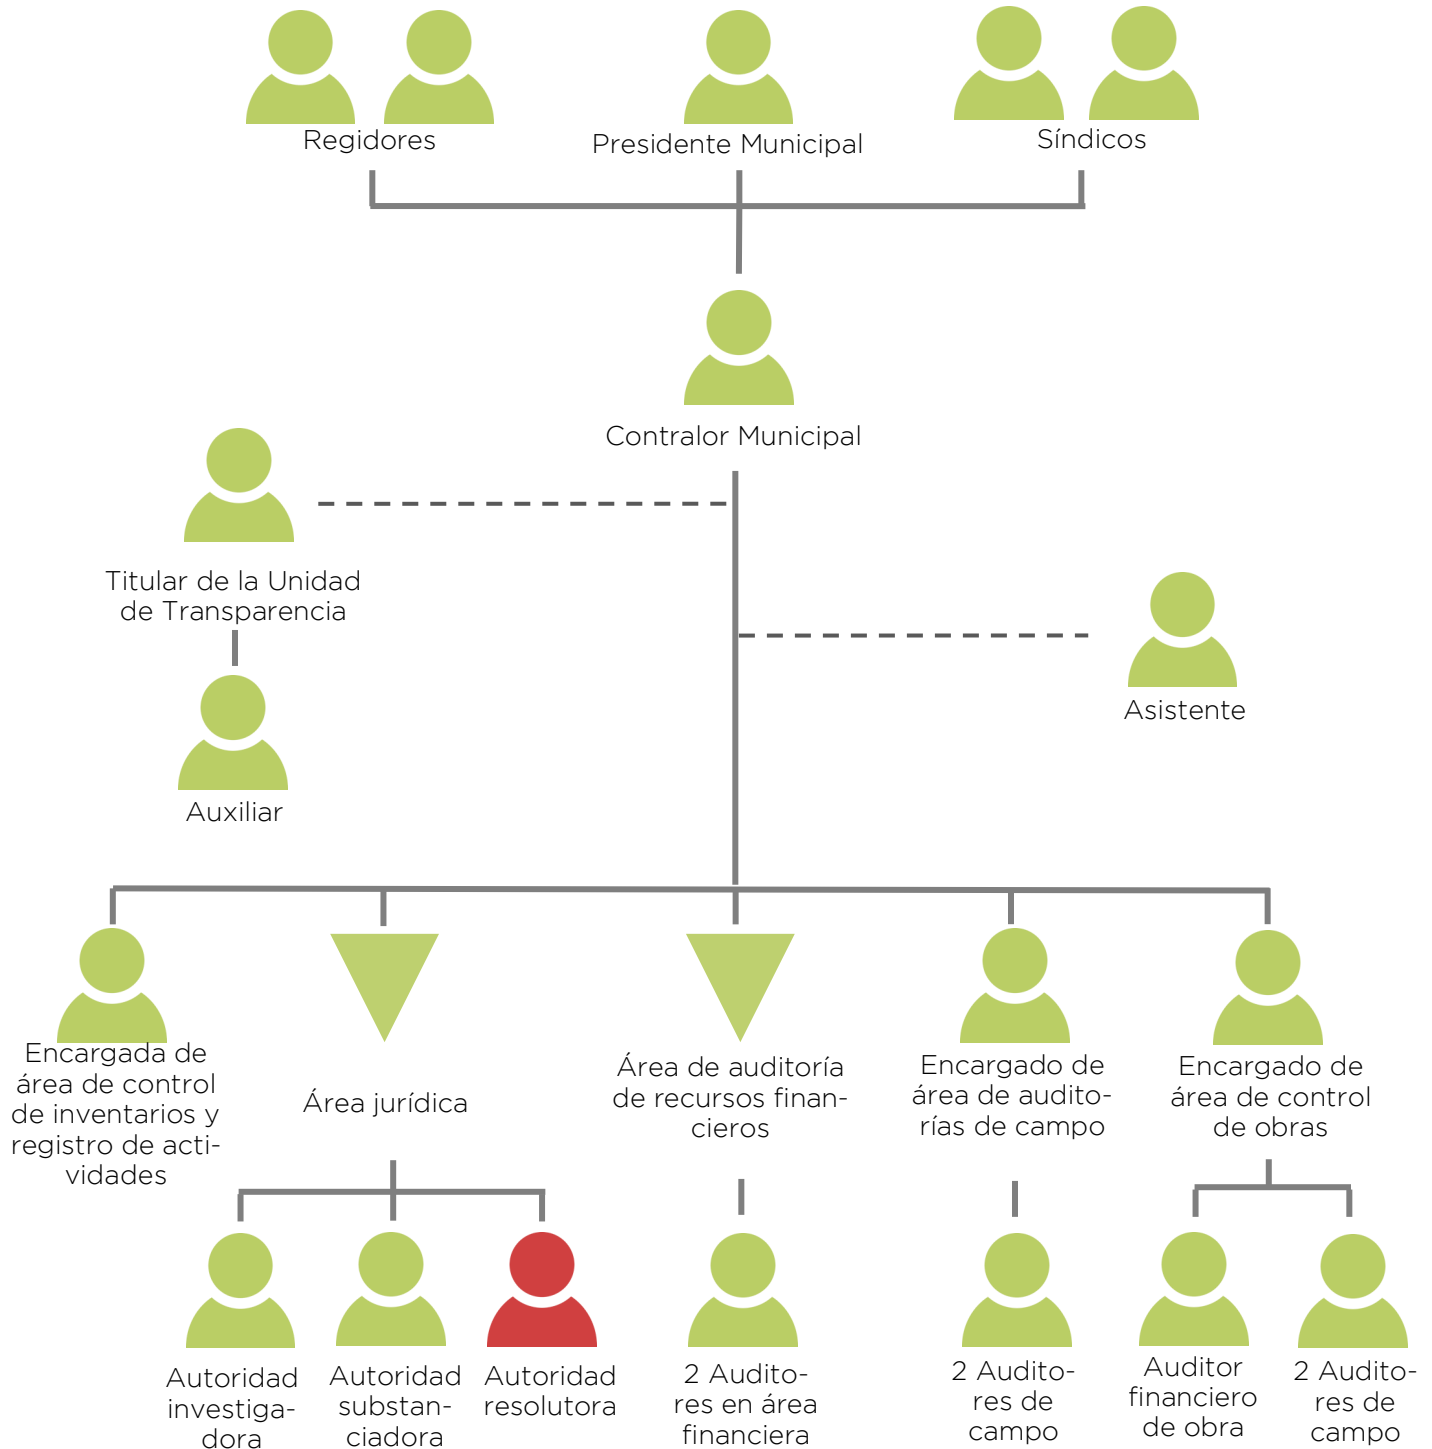 Regidores
Presidente Municipal
Síndicos
Contralor Municipal
Titular de la Unidad
de Transparencia
Asistente
Auxiliar
Encargada de
área de control
de inventarios y
registro de acti-
vidades
Área jurídica
Área de auditoría
de recursos finan-
cieros
Encargado de
área de audito-
rías de campo
Encargado de
área de control
de obras
Autoridad
investiga-
dora
Autoridad
substan-
ciadora
Autoridad
resolutora
2 Audito-
res en área
financiera
2 Audito-
res de
campo
Auditor
financiero
de obra
2 Audito-
res de
campo